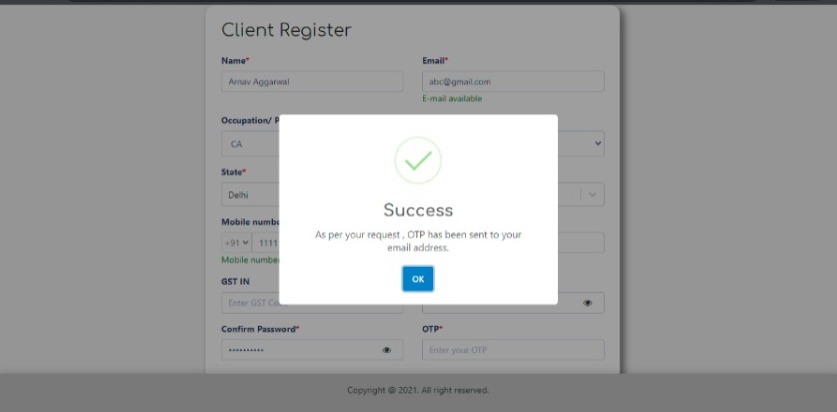 Client Register
Name* Email*
Arnav Aggarwal abc@gmail.com
E-mail available
Occupation/ P
CA
State*
Delhi
Success
As per your request , OTP has been sent to your
email address.
Mobile numbe
+91 1111
Mobile numbe
OK
GST IN
Enter GST Co
Confirm Password* OTP*
•••••••••• Enter your OTP
Copyright @ 2021. All right reserved.